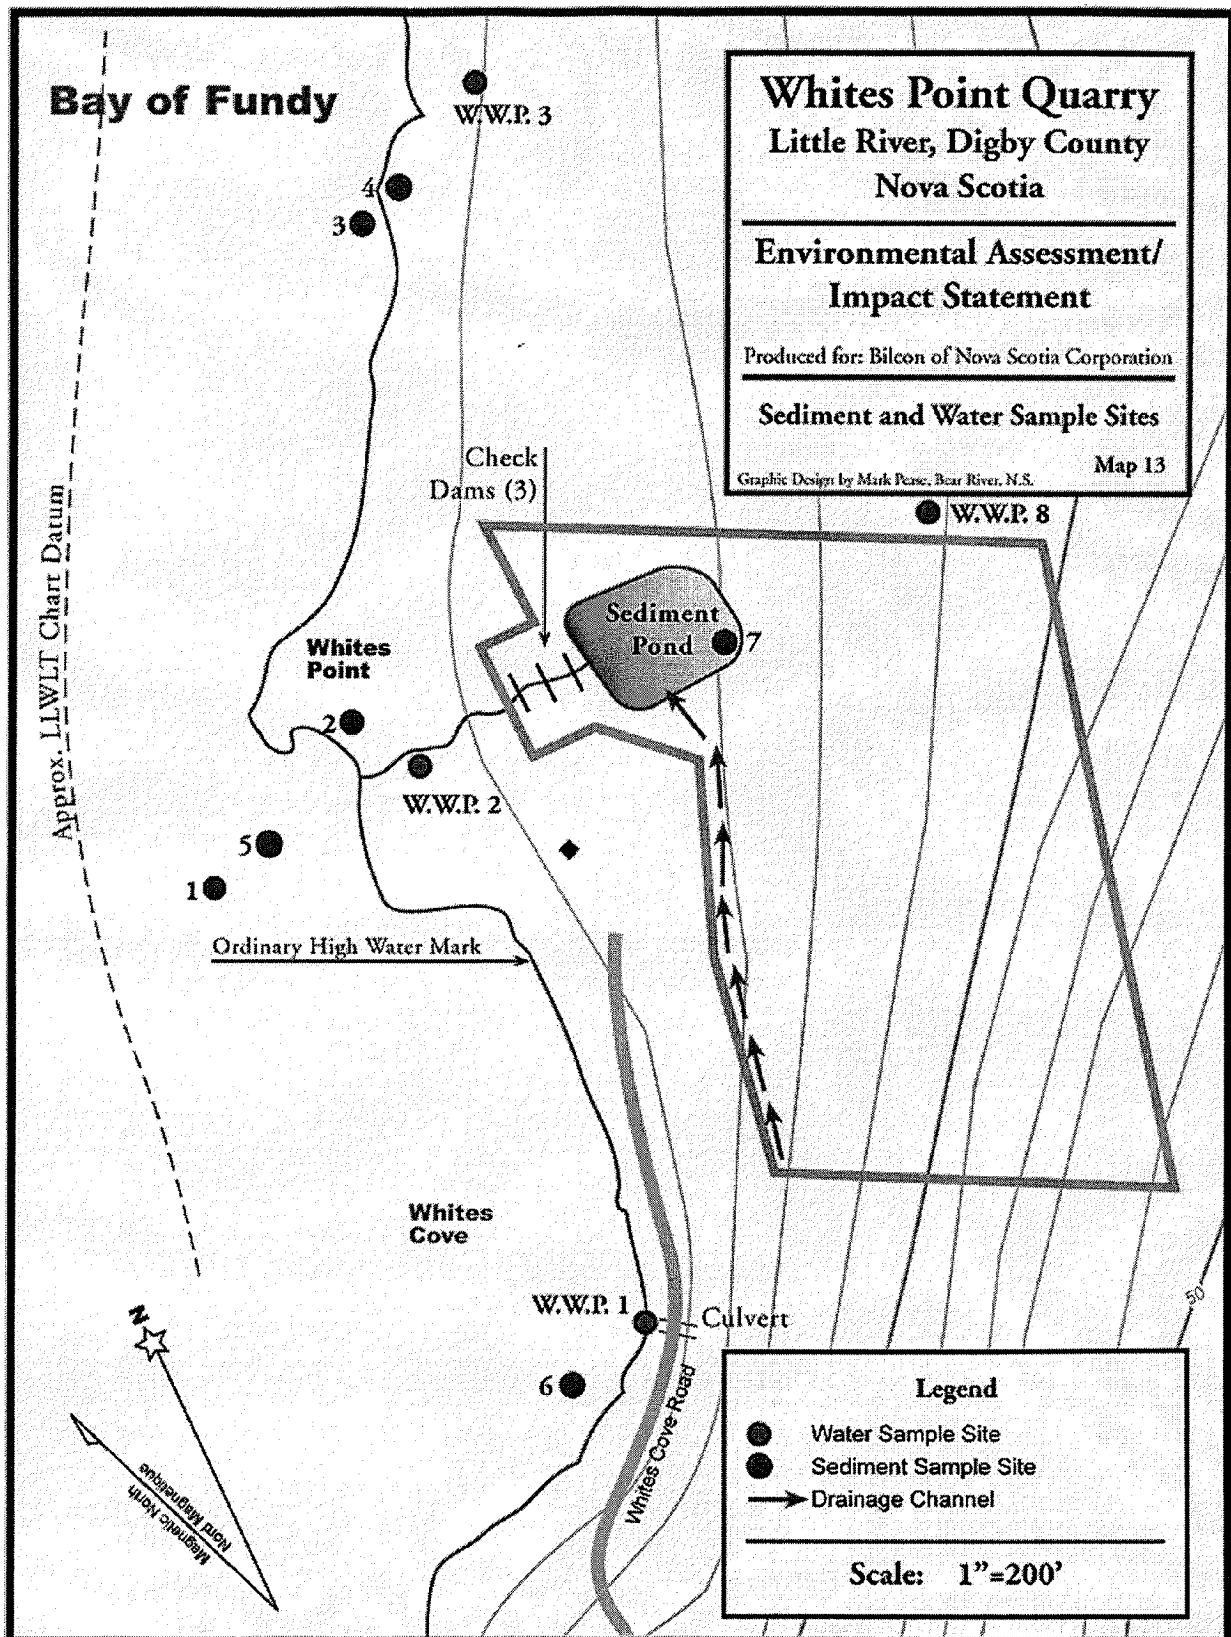 Bay of Fundy
W.W.P. 3
4
3
Whites Point Quarry
Little River, Digby County
Nova Scotia
Environmental Assessment/
Impact Statement
Produced for: Bilcon of Nova Scotia Corporation
Sediment and Water Sample Sites
Map 13
Graphic Design by Mark Pease, Bear River, N.S.
Check
Dams (3)
W.W.P. 8
Approx. LLWLT Chart Datum
Sediment
Pond
7
Whites
Point
2
W.W.P. 2
5
1
Ordinary High Water Mark
Whites
Cove
W.W.P. 1
Culvert
6
Whites Cove Road
50
N
Nord Magnétique
Magnetic North
Legend
Water Sample Site
Sediment Sample Site
Drainage Channel
Scale: 1"=200'